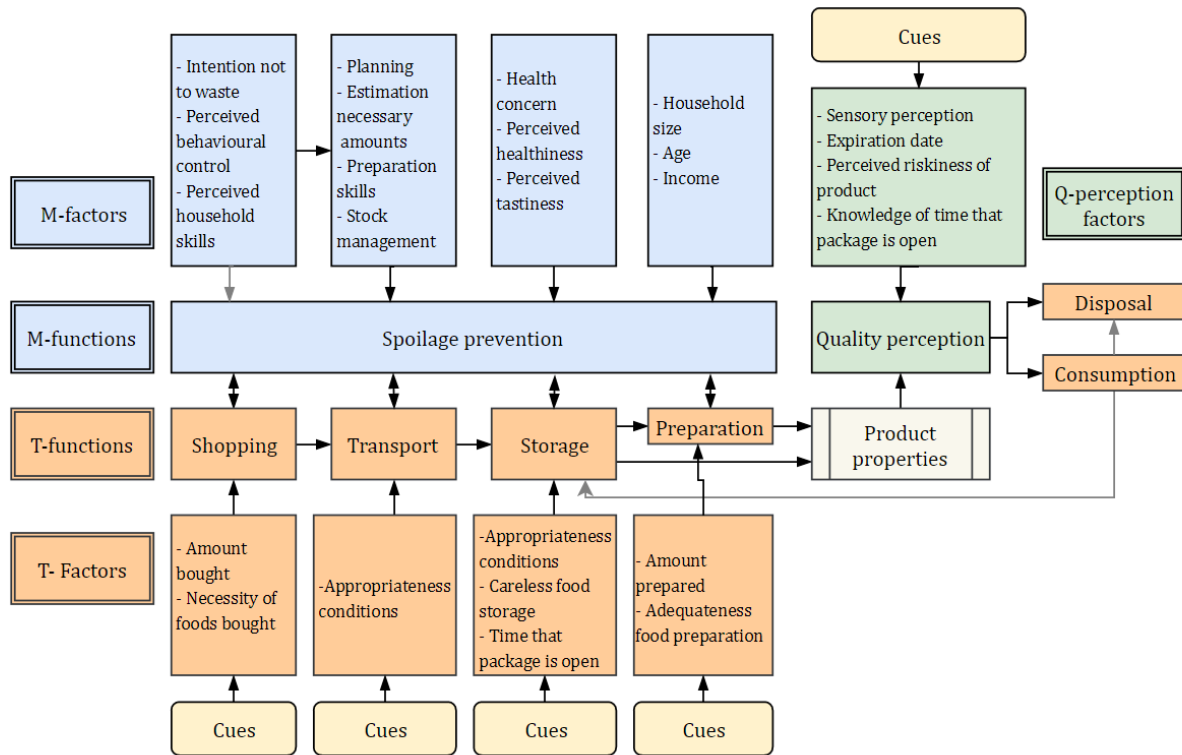 Cues
- Intention not
to waste
- Perceived
behavioural
control
- Perceived
household
skills
- Planning
- Estimation
necessary
amounts
- Preparation
skills
- Stock
management
- Health
concern
- Perceived
healthiness
- Perceived
tastiness
- Household
size
- Age
- Income
- Sensory perception
- Expiration date
- Perceived riskiness of
product
- Knowledge of time that
package is open
M-factors
Q-perception
factors
M-functions
Spoilage prevention
Quality perception
Disposal
Consumption
T-functions
Shopping
Transport
Storage
Preparation
Product
properties
T- Factors
- Amount
bought
- Necessity of
foods bought
-Appropriateness
conditions
-Appropriateness
conditions
- Careless food
storage
- Time that
package is open
- Amount
prepared
- Adequateness
food preparation
Cues
Cues
Cues
Cues